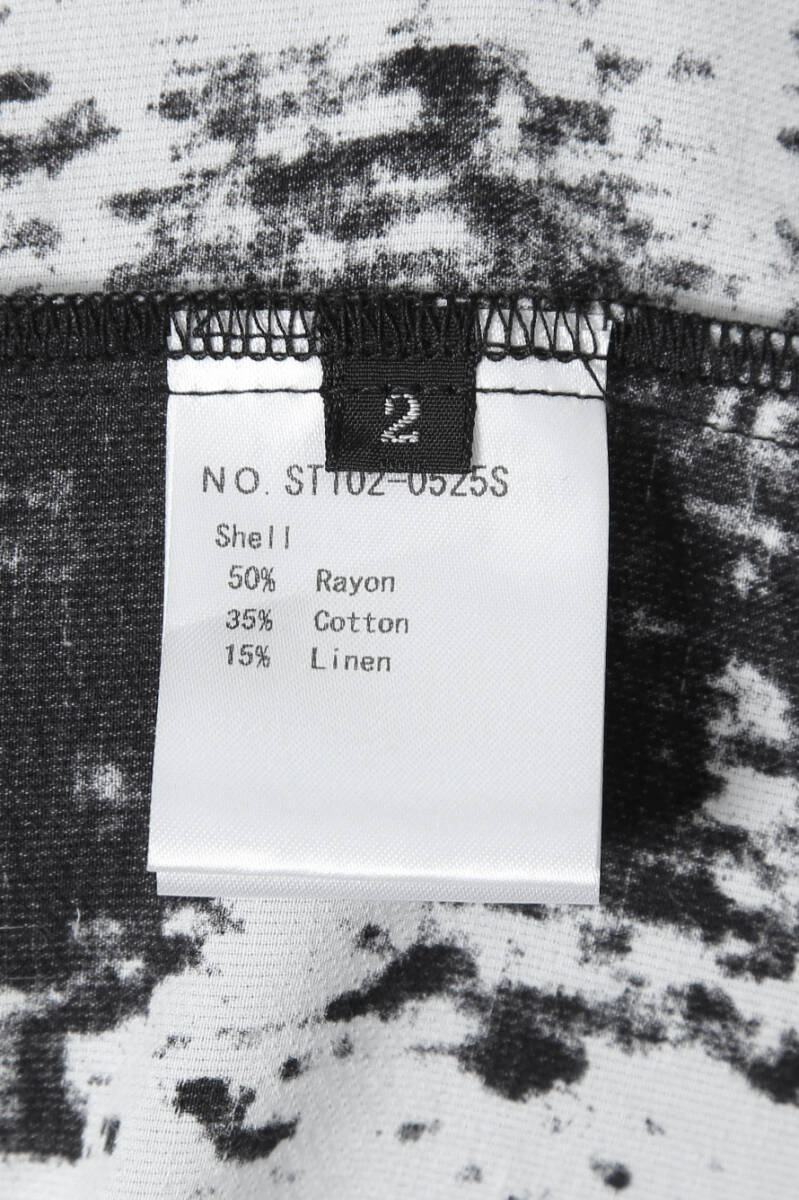 2
NO. ST102-0525S
Shell
50% Rayon
35% Cotton
15% Linen